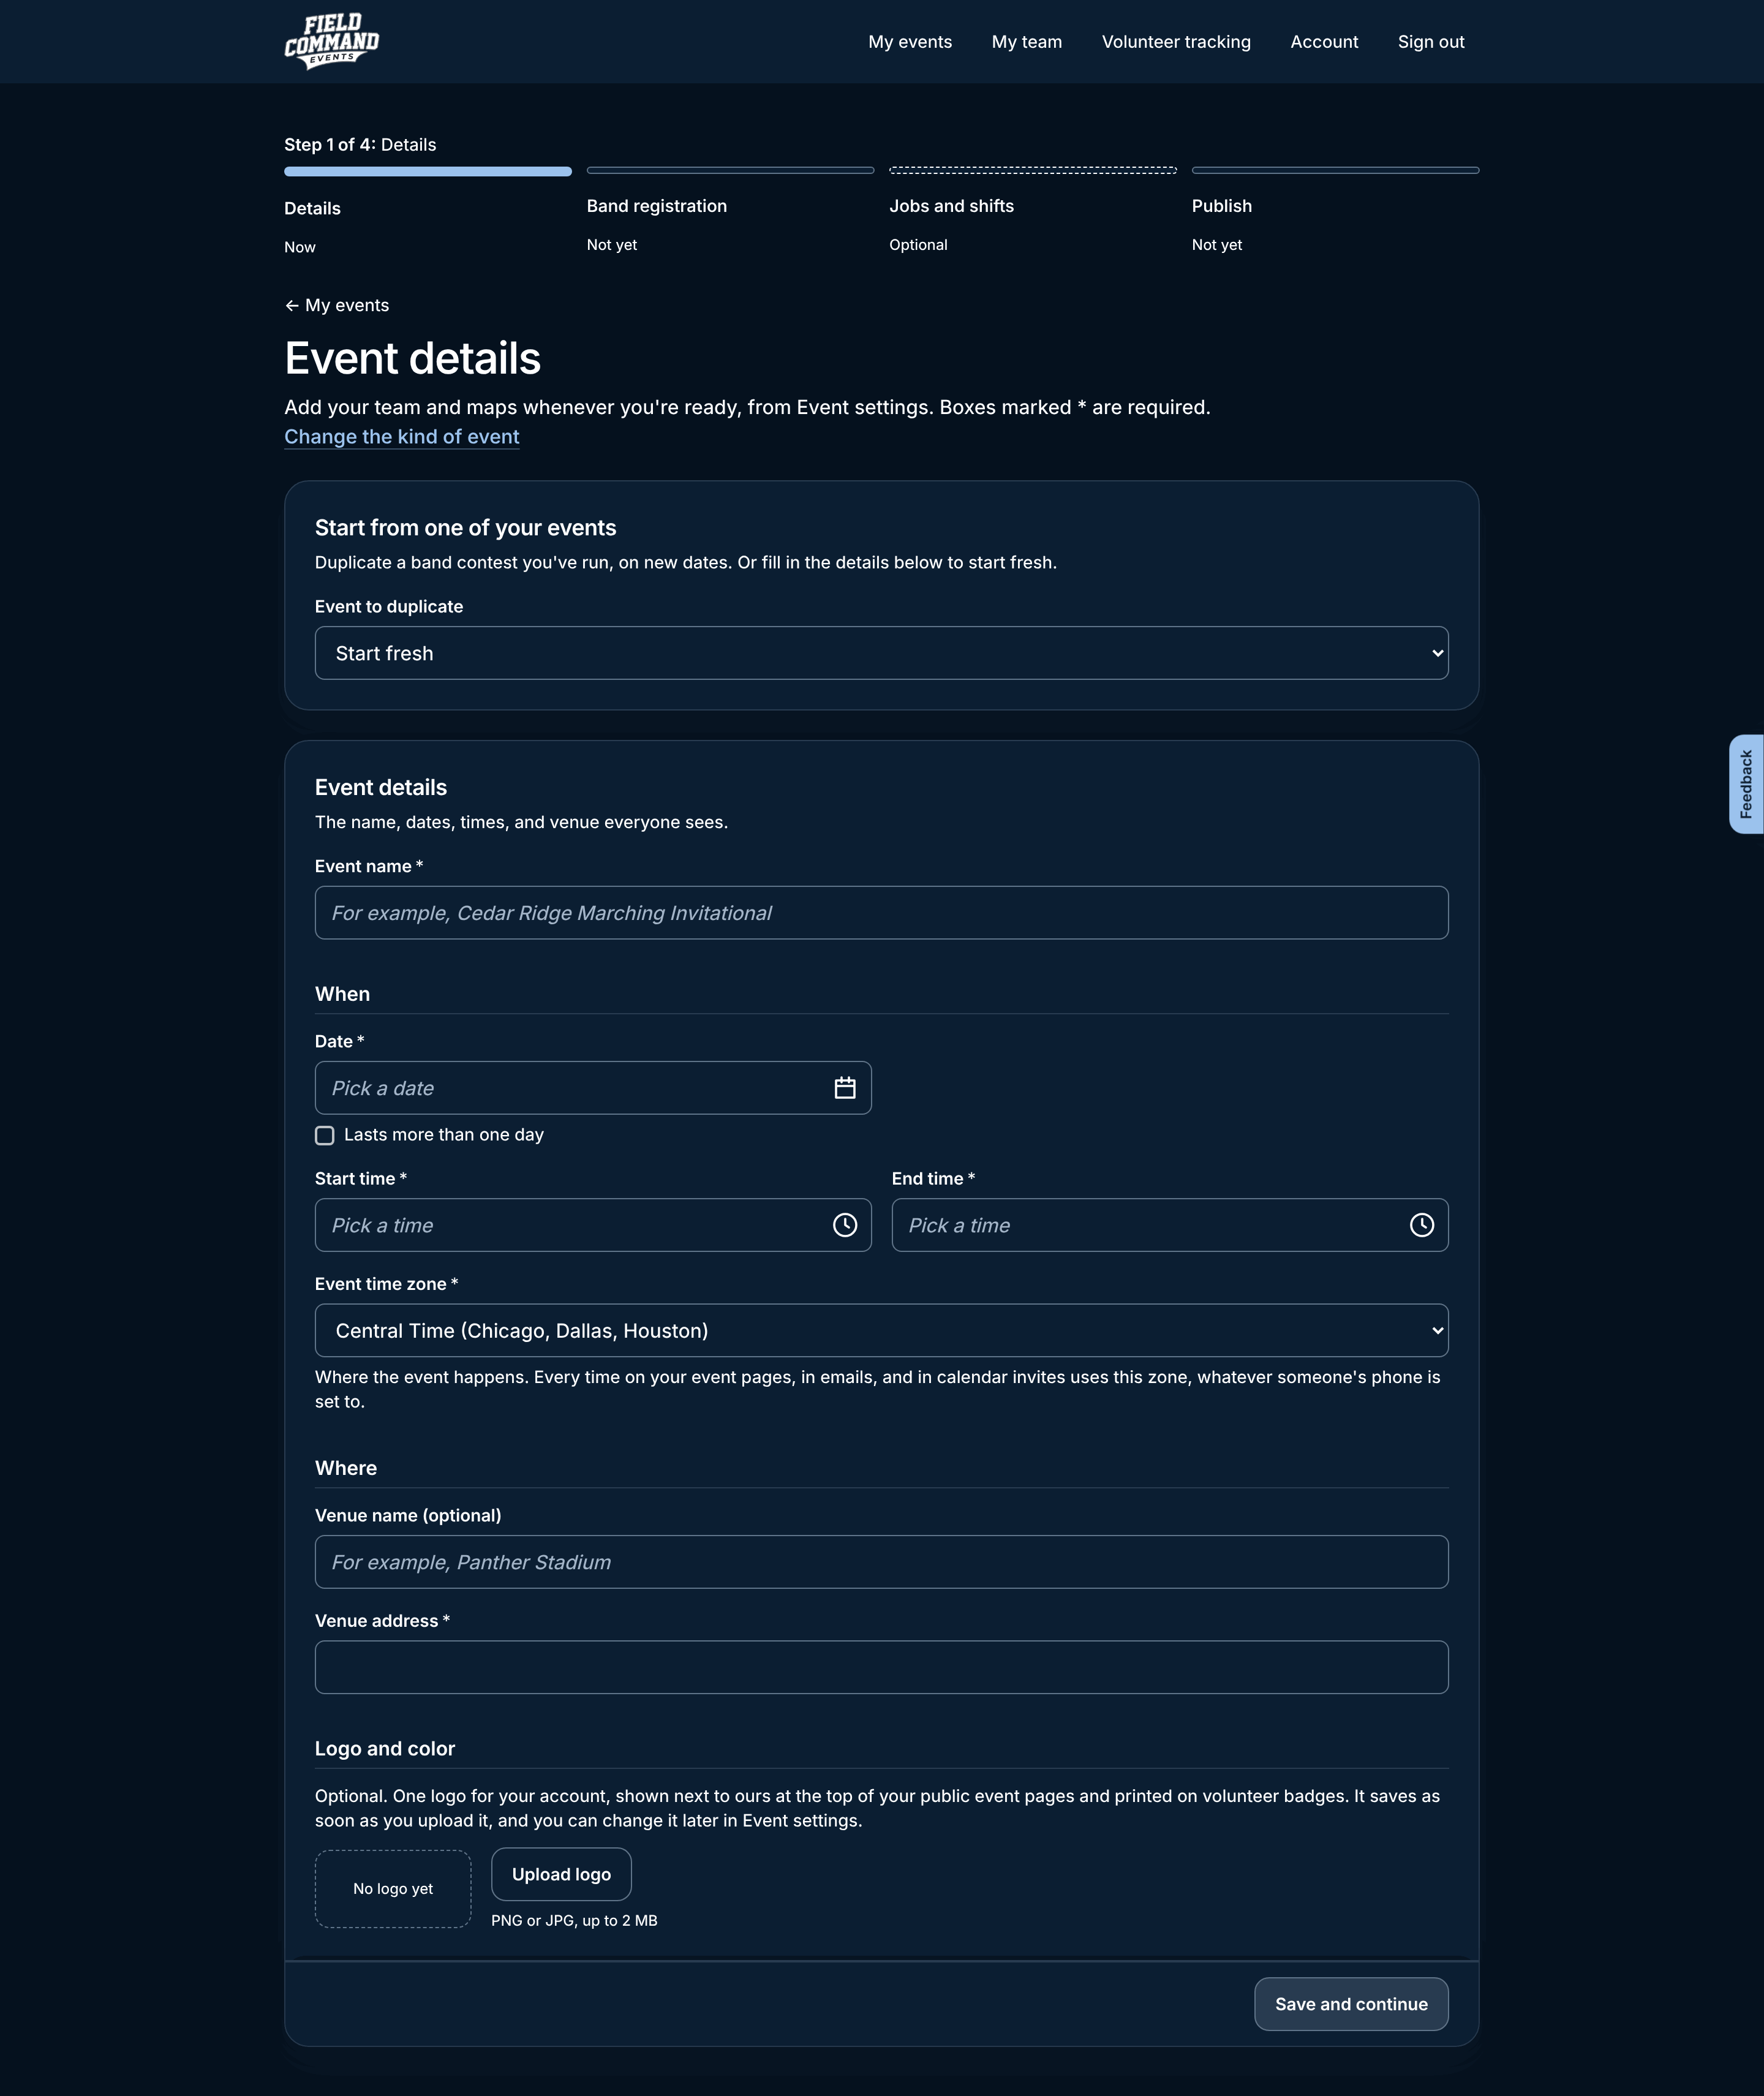 FIELD
COMMAND
EVENTS
My events
My team
Volunteer tracking
Account
Sign out
Step 1 of 4: Details
Details
Now
Band registration
Not yet
Jobs and shifts
Optional
Publish
Not yet
← My events
Event details
Add your team and maps whenever you're ready, from Event settings. Boxes marked * are required.
Change the kind of event
Start from one of your events
Duplicate a band contest you've run, on new dates. Or fill in the details below to start fresh.
Event to duplicate
Start fresh
Feedback
Event details
The name, dates, times, and venue everyone sees.
Event name *
For example, Cedar Ridge Marching Invitational
When
Date *
Pick a date
Lasts more than one day
Start time *
Pick a time
End time *
Pick a time
Event time zone *
Central Time (Chicago, Dallas, Houston)
Where the event happens. Every time on your event pages, in emails, and in calendar invites uses this zone, whatever someone's phone is
set to.
Where
Venue name (optional)
For example, Panther Stadium
Venue address *
Logo and color
Optional. One logo for your account, shown next to ours at the top of your public event pages and printed on volunteer badges. It saves as
soon as you upload it, and you can change it later in Event settings.
No logo yet
Upload logo
PNG or JPG, up to 2 MB
Save and continue